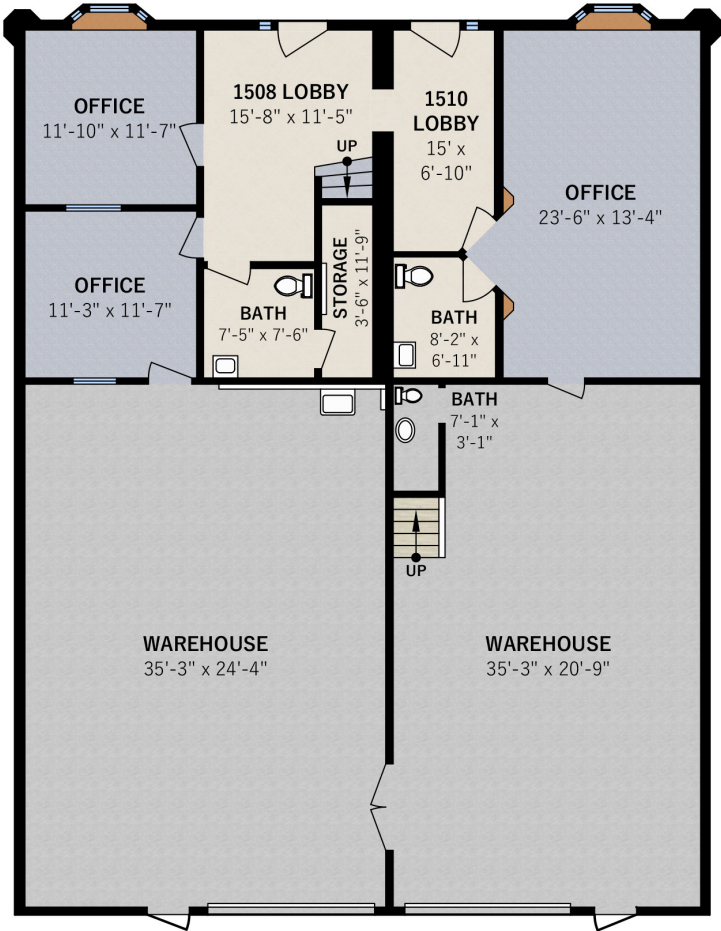 OFFICE
11'-10" x 11'-7"
1508 LOBBY
15'-8" x 11'-5"
UP
1510
LOBBY
15' x
6'-10"
OFFICE
23'-6" x 13'-4"
OFFICE
11'-3" x 11'-7"
BATH
7'-5" x 7'-6"
STORAGE
3'-6" x 11'-9"
BATH
8'-2" x
6'-11"
BATH
7'-1" x
3'-1"
UP
WAREHOUSE
35'-3" x 24'-4"
WAREHOUSE
35'-3" x 20'-9"